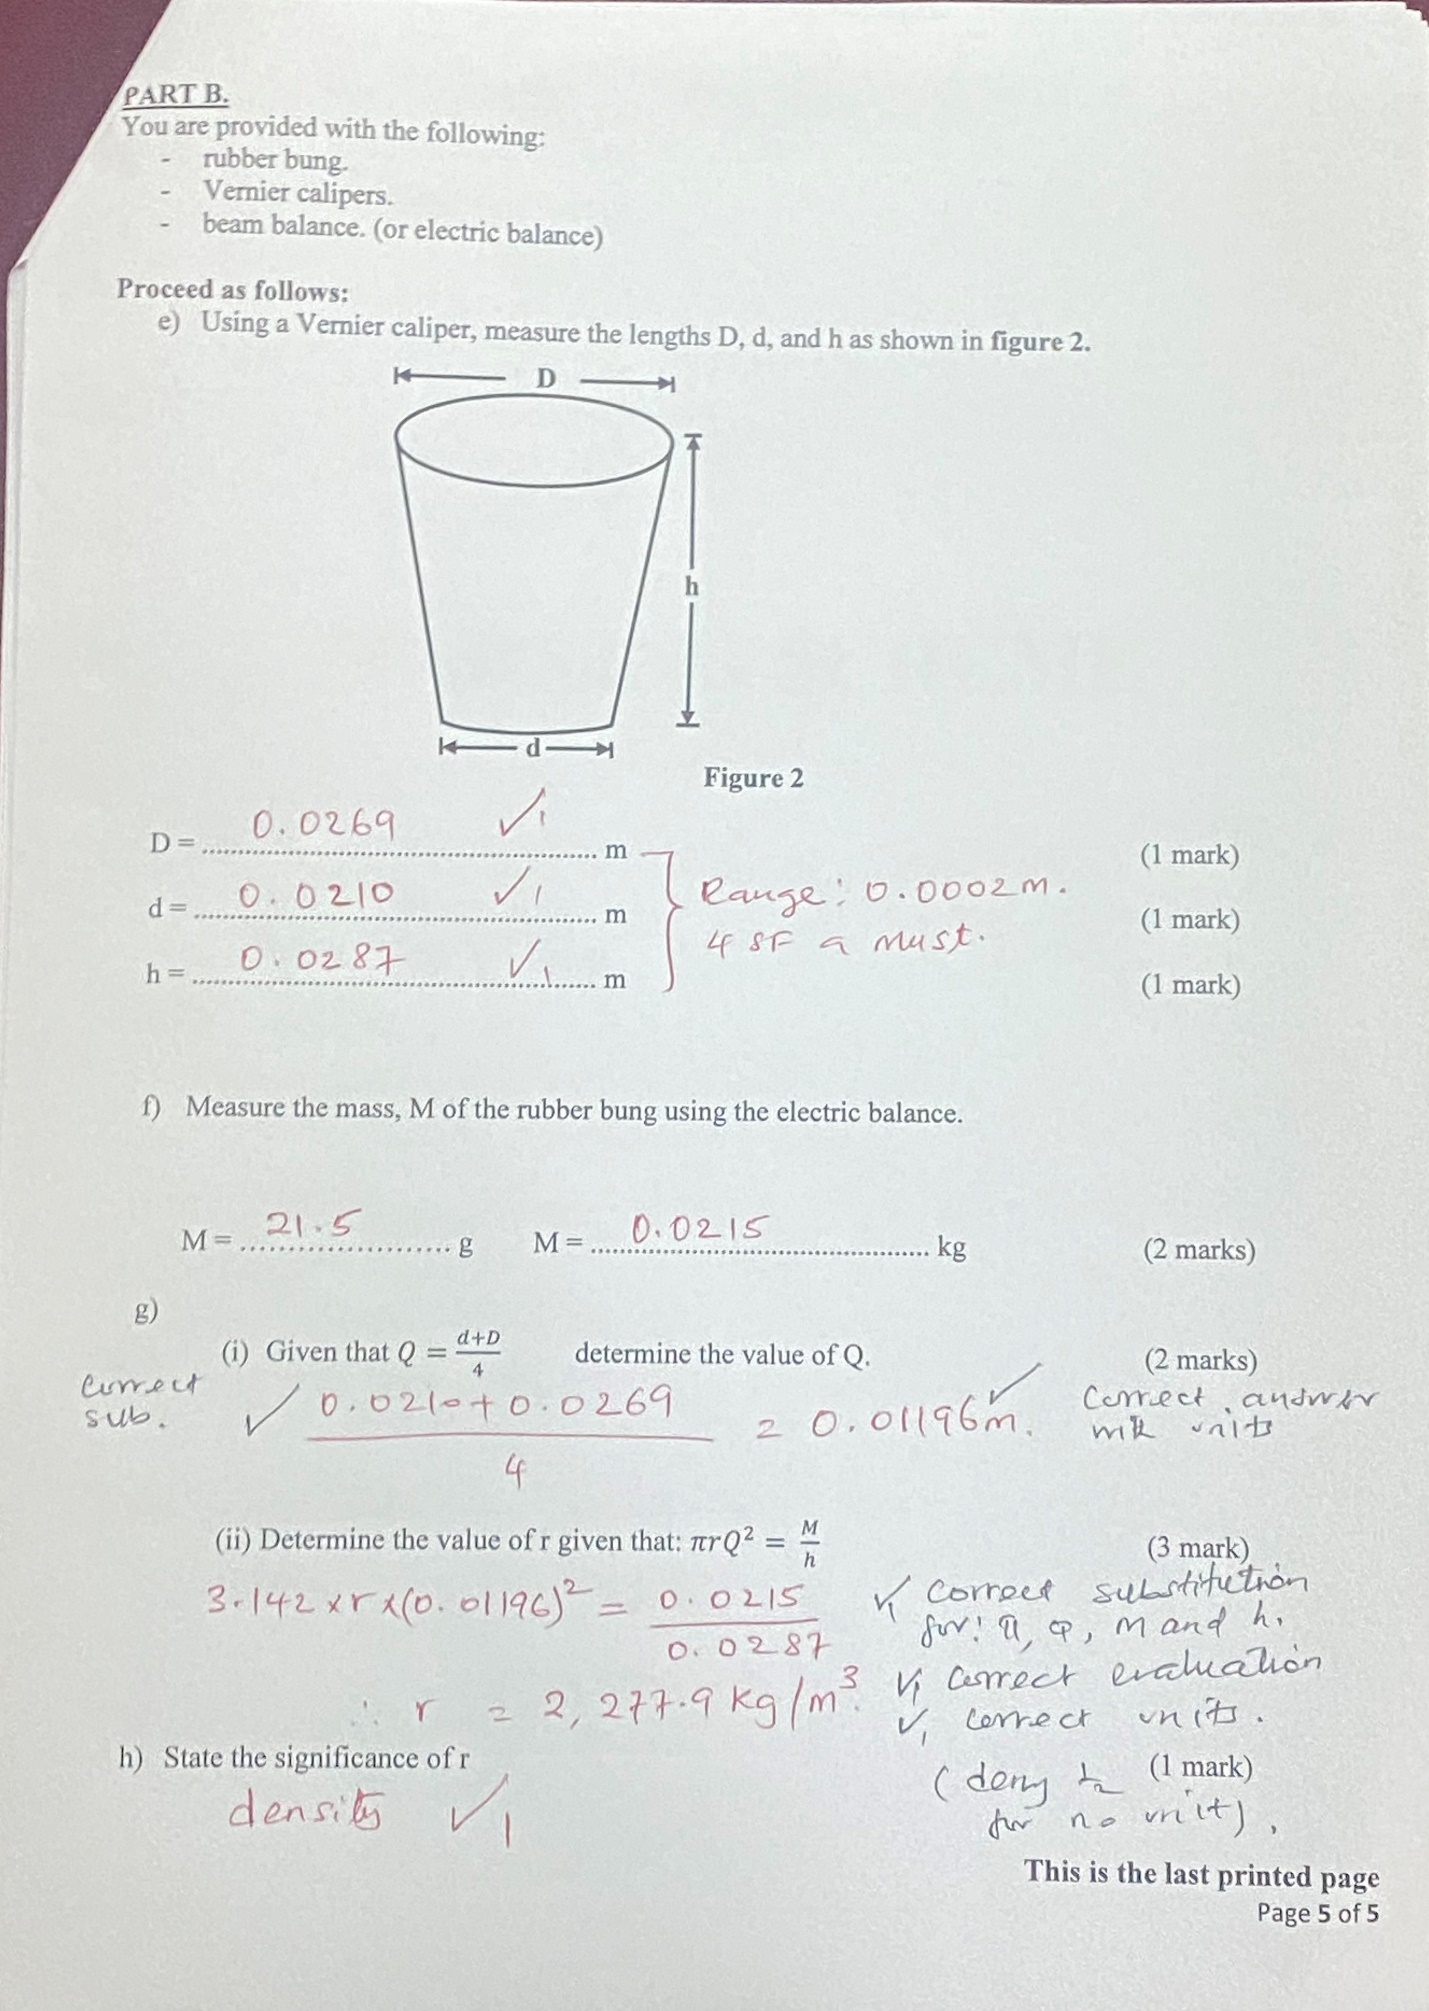 PART B.
You are provided with the following:
- rubber bung.
- Vernier calipers.
- beam balance. (or electric balance)
Proceed as follows:
e) Using a Vernier caliper, measure the lengths D, d, and h as shown in figure 2.
D
h
d
Figure 2
D = 0.0269 ✓1 m (1 mark)
d = 0.0210 ✓1 m (1 mark)
h = 0.0287 ✓1 m (1 mark)
Range: 0.0002m.
4 SF a must.
f) Measure the mass, M of the rubber bung using the electric balance.
M = 21.5 g M = 0.0215 kg (2 marks)
g)
(i) Given that Q = (d+D)/4 determine the value of Q. (2 marks)
Correct sub. ✓ (0.0210 + 0.0269)/4 = 0.01196m. ✓ Correct answer
with units
(ii) Determine the value of r given that: πrQ² = M/h (3 mark)
3.142 × r × (0.01196)² = 0.0215/0.0287 ✓1 correct substitution
for: π, Q, M and h.
∴ r = 2,277.9 kg/m³. ✓1 correct evaluation
✓1 correct units.
h) State the significance of r (1 mark)
density ✓1
(deny ½
for no unit).
This is the last printed page
Page 5 of 5